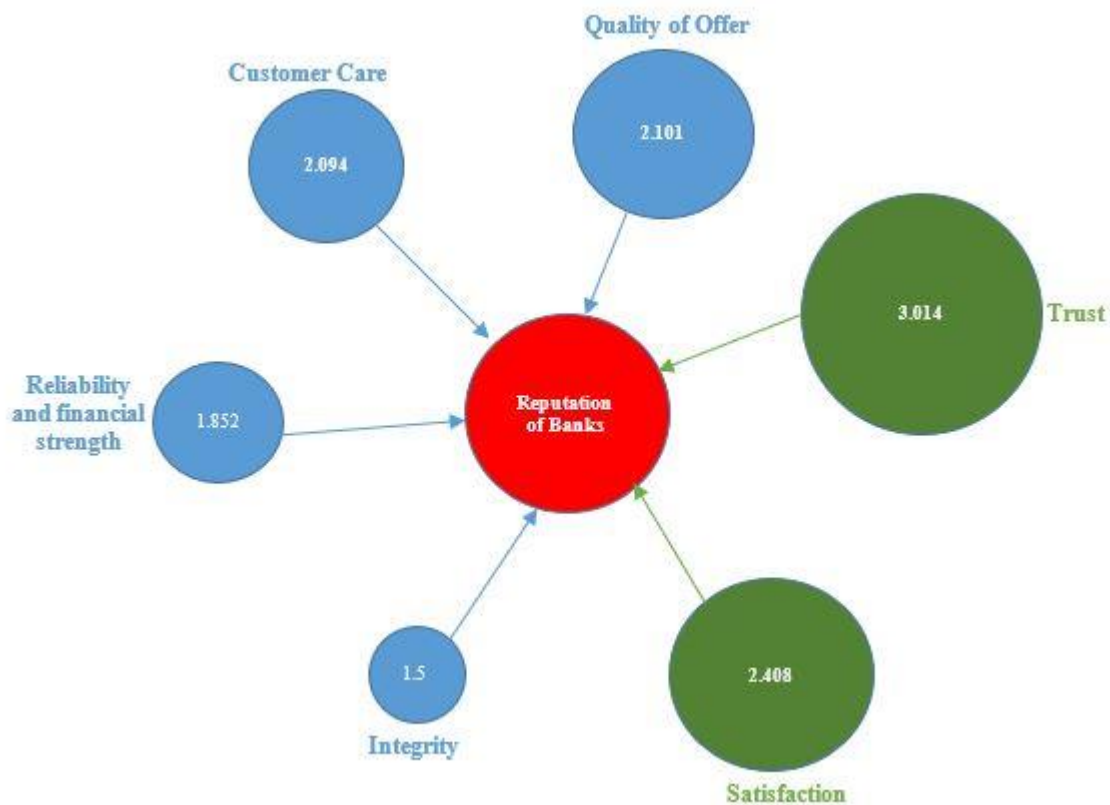 Quality of Offer
2.101
Customer Care
2.094
3.014
Trust
Reliability
and financial
strength
1.852
Reputation
of Banks
1.5
Integrity
2.408
Satisfaction